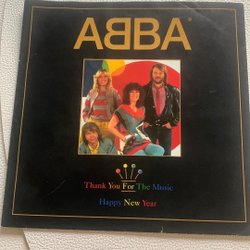 ABBA
Thank You For The Music
Happy New Year